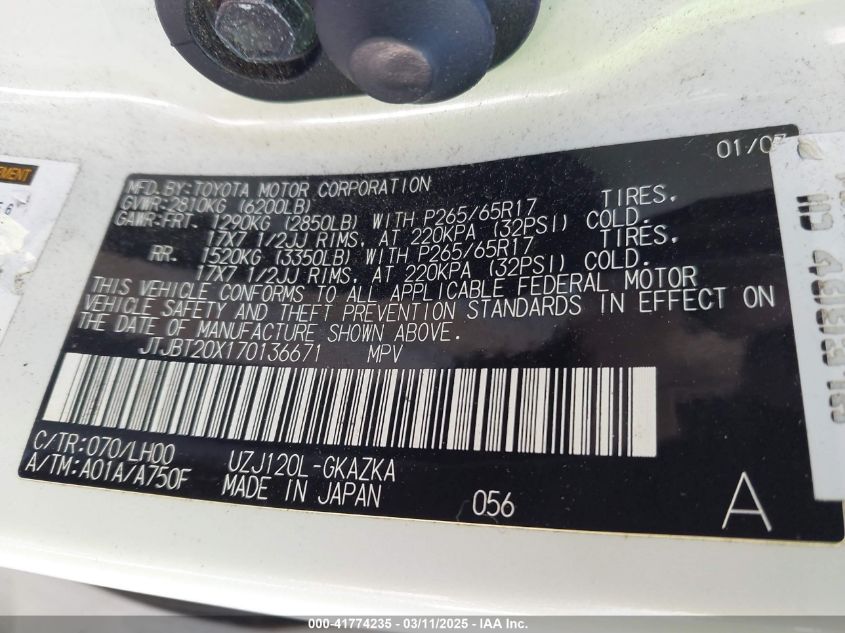 EMENT
01/07
MFD. BY: TOYOTA MOTOR CORPORATION
GVWR: 2810KG (6200LB)
GAWR: FRT. 1290KG (2850LB) WITH P265/65R17 TIRES.
17X7 1/2JJ RIMS, AT 220KPA (32PSI) COLD.
RR. 1520KG (3350LB) WITH P265/65R17 TIRES.
17X7 1/2JJ RIMS, AT 220KPA (32PSI) COLD.
THIS VEHICLE CONFORMS TO ALL APPLICABLE FEDERAL MOTOR
VEHICLE SAFETY AND THEFT PREVENTION STANDARDS IN EFFECT ON
THE DATE OF MANUFACTURE SHOWN ABOVE.
JTJBT20X170136671 MPV
C/TR: 070/LH00 UZJ120L-GKAZKA
A/TM: A01A/A750F MADE IN JAPAN 056 A
000-41774235 - 03/11/2025 - IAA Inc.